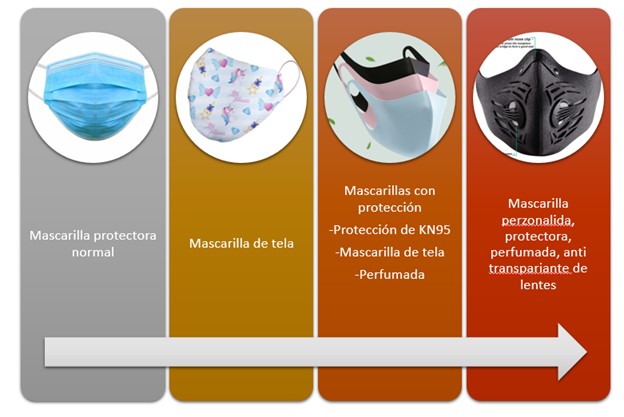 Mascarilla protectora
normal
Mascarilla de tela
Mascarillas con
protección
-Protección de KN95
-Mascarilla de tela
-Perfumada
Mascarilla
perzonalida,
protectora,
perfumada, anti
transpariante de
lentes